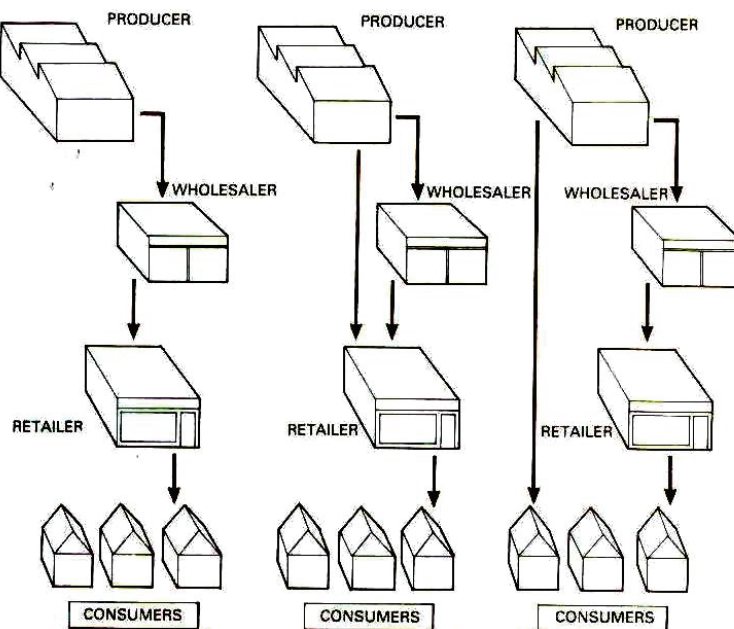 PRODUCER
PRODUCER
PRODUCER
WHOLESALER
WHOLESALER
WHOLESALER
RETAILER
RETAILER
RETAILER
CONSUMERS
CONSUMERS
CONSUMERS